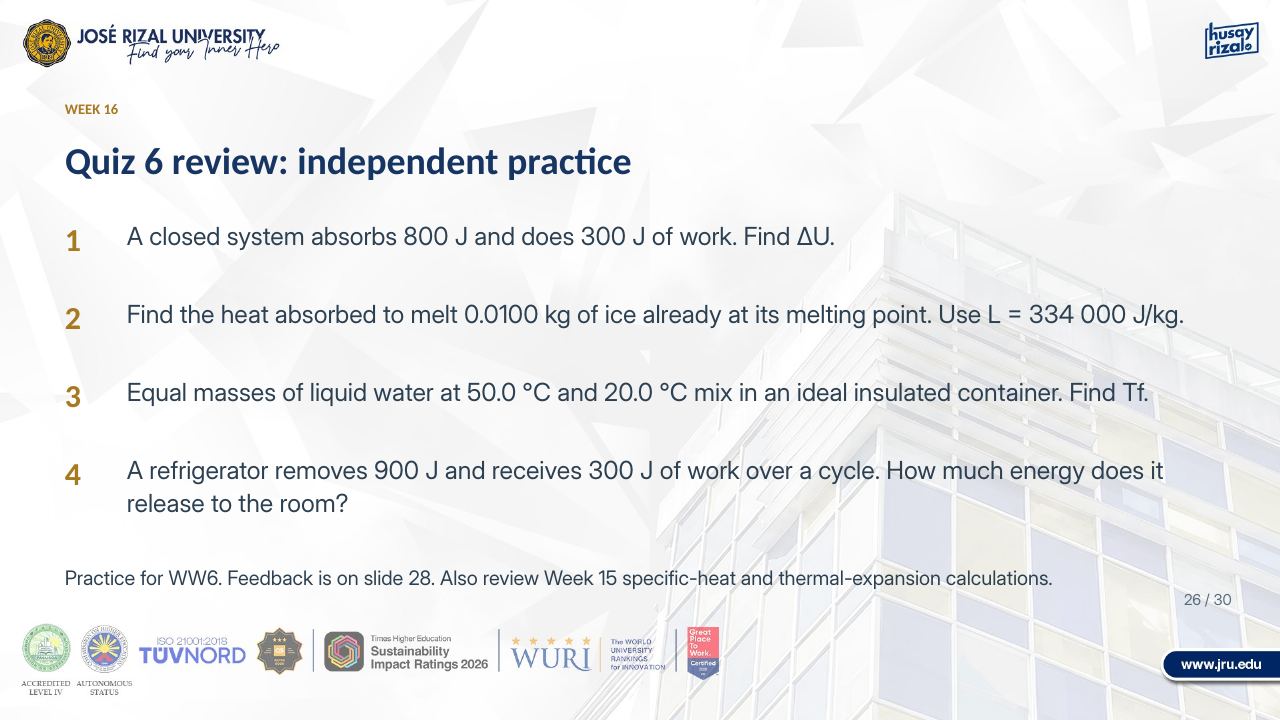 JOSÉ RIZAL UNIVERSITY
Find your Inner Hero
husay
rizal
WEEK 16
Quiz 6 review: independent practice
1 A closed system absorbs 800 J and does 300 J of work. Find ΔU.
2 Find the heat absorbed to melt 0.0100 kg of ice already at its melting point. Use L = 334 000 J/kg.
3 Equal masses of liquid water at 50.0 °C and 20.0 °C mix in an ideal insulated container. Find Tf.
4 A refrigerator removes 900 J and receives 300 J of work over a cycle. How much energy does it
release to the room?
Practice for WW6. Feedback is on slide 28. Also review Week 15 specific-heat and thermal-expansion calculations.
26 / 30
ACCREDITED
LEVEL IV
AUTONOMOUS
STATUS
ISO 21001:2018
TÜVNORD
Times Higher Education
Sustainability
Impact Ratings 2026
WURI
The WORLD
UNIVERSITY
RANKINGS
for INNOVATION
Great
Place
To
Work.
Certified
www.jru.edu